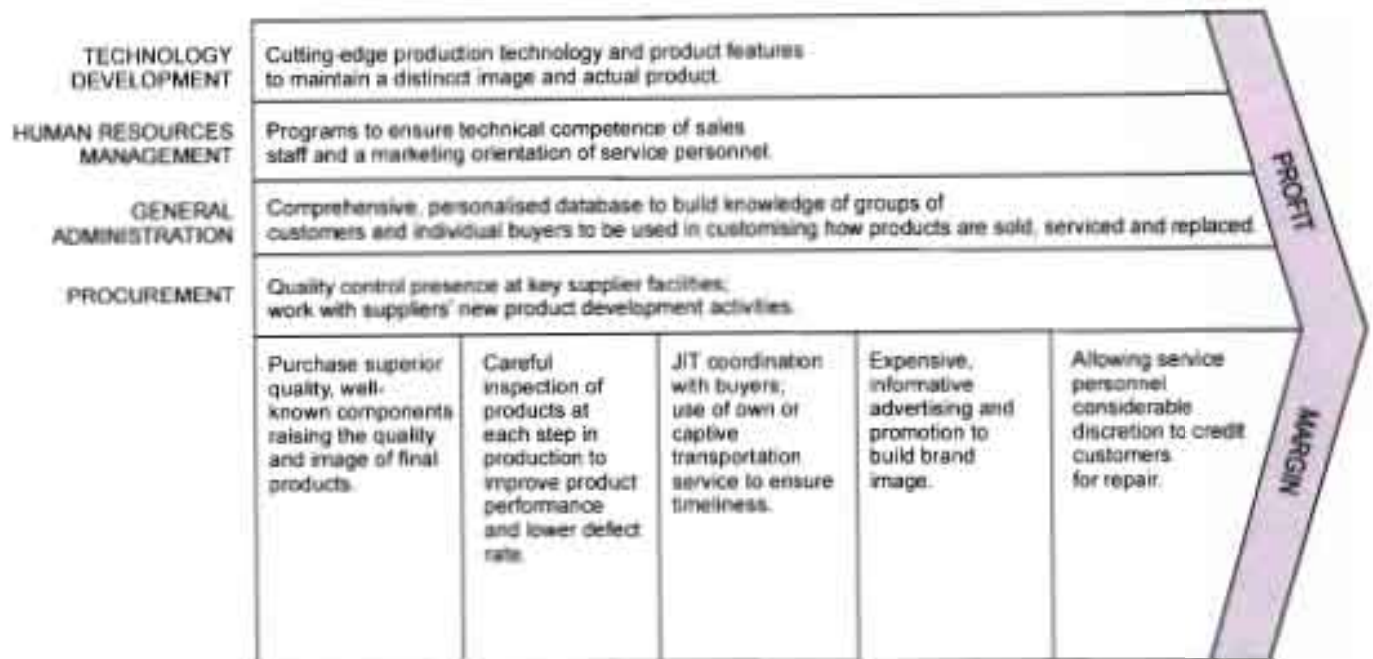 TECHNOLOGY
DEVELOPMENT
Cutting-edge production technology and product features
to maintain a distinct image and actual product.
HUMAN RESOURCES
MANAGEMENT
Programs to ensure technical competence of sales
staff and a marketing orientation of service personnel.
GENERAL
ADMINISTRATION
Comprehensive, personalised database to build knowledge of groups of
customers and individual buyers to be used in customising how products are sold, serviced and replaced.
PROCUREMENT
Quality control presence at key supplier facilities;
work with suppliers' new product development activities.
Purchase superior
quality, well-
known components
raising the quality
and image of final
products.
Careful
inspection of
products at
each step in
production to
improve product
performance
and lower defect
rate.
JIT coordination
with buyers;
use of own or
captive
transportation
service to ensure
timeliness.
Expensive,
informative
advertising and
promotion to
build brand
image.
Allowing service
personnel
considerable
discretion to credit
customers
for repair.
PROFIT
MARGIN